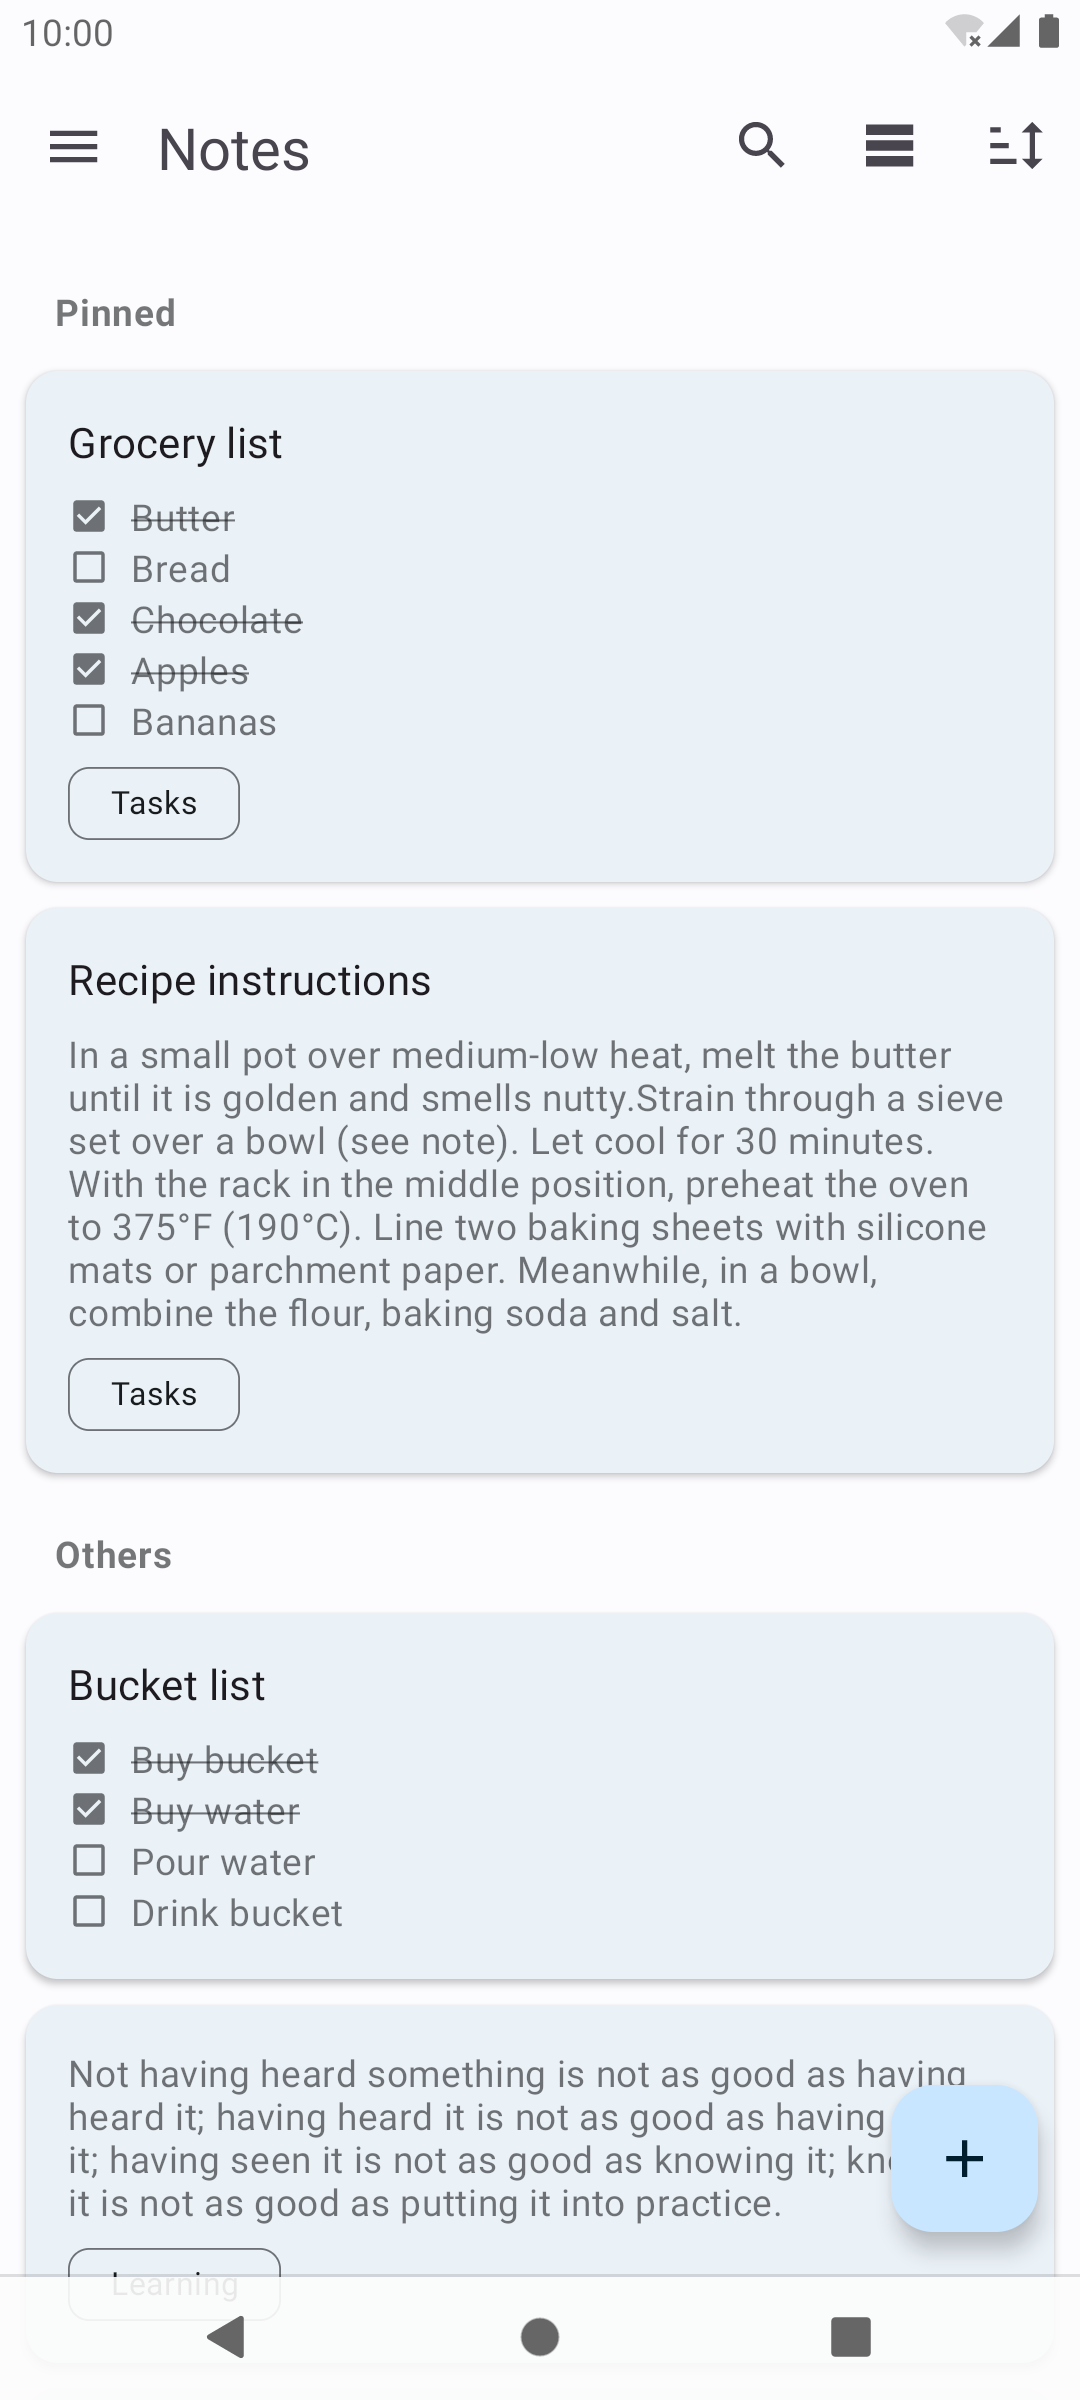 10:00
Notes
Pinned
Grocery list
Butter
Bread
Chocolate
Apples
Bananas
Tasks
Recipe instructions
In a small pot over medium-low heat, melt the butter
until it is golden and smells nutty.Strain through a sieve
set over a bowl (see note). Let cool for 30 minutes.
With the rack in the middle position, preheat the oven
to 375°F (190°C). Line two baking sheets with silicone
mats or parchment paper. Meanwhile, in a bowl,
combine the flour, baking soda and salt.
Tasks
Others
Bucket list
Buy bucket
Buy water
Pour water
Drink bucket
Not having heard something is not as good as having
heard it; having heard it is not as good as having
it; having seen it is not as good as knowing it;
it is not as good as putting it into practice.
Learning